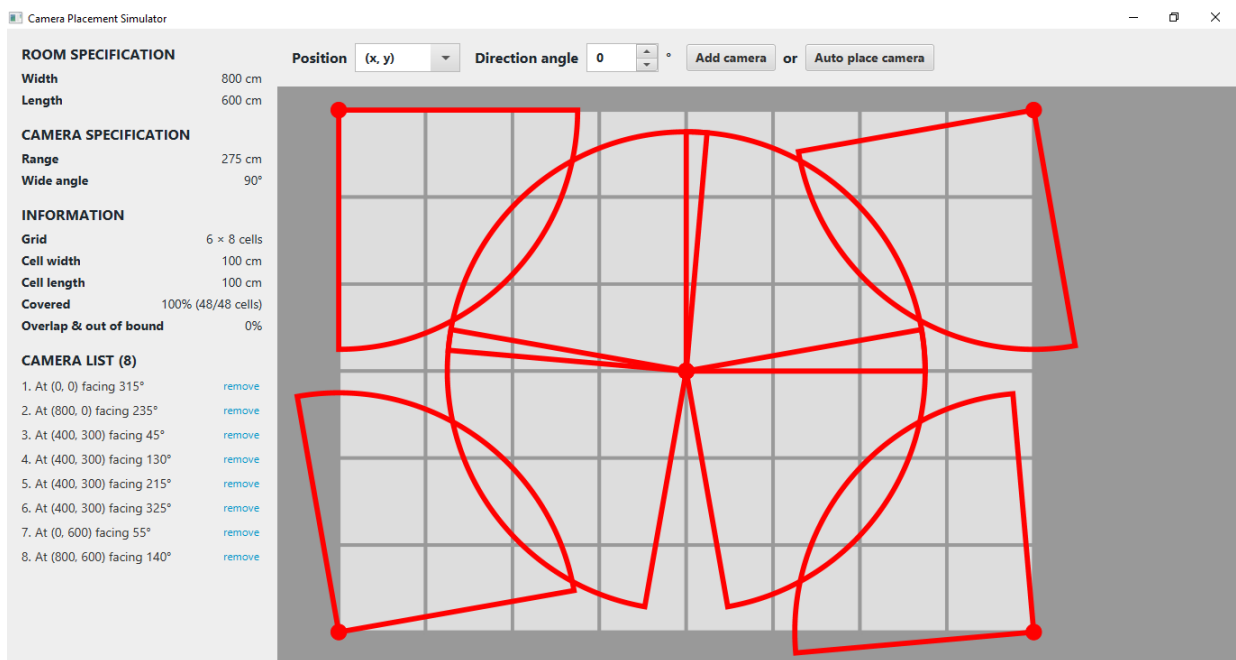 Camera Placement Simulator
ROOM SPECIFICATION
Width 800 cm
Length 600 cm
CAMERA SPECIFICATION
Range 275 cm
Wide angle 90°
INFORMATION
Grid 6 × 8 cells
Cell width 100 cm
Cell length 100 cm
Covered 100% (48/48 cells)
Overlap & out of bound 0%
CAMERA LIST (8)
1. At (0, 0) facing 315° remove
2. At (800, 0) facing 235° remove
3. At (400, 300) facing 45° remove
4. At (400, 300) facing 130° remove
5. At (400, 300) facing 215° remove
6. At (400, 300) facing 325° remove
7. At (0, 600) facing 55° remove
8. At (800, 600) facing 140° remove
Position (x, y) Direction angle 0 ° Add camera or Auto place camera